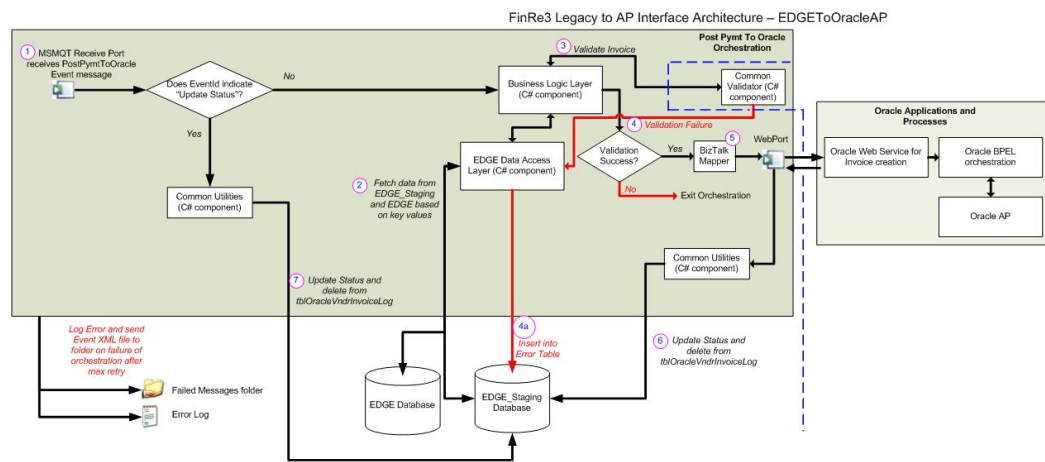 FinRe3 Legacy to AP Interface Architecture – EDGEToOracleAP
1
MSMQT Receive Port
receives PostPymtToOracle
Event message
Does EventId indicate
"Update Status"?
No
Yes
Common Utilities
(C# component)
3
Validate Invoice
Business Logic Layer
(C# component)
Post Pymt To Oracle
Orchestration
Common
Validator (C#
component)
4
Validation Failure
EDGE Data Access
Layer (C# component)
2
Fetch data from
EDGE_Staging
and EDGE based
on key values
Validation
Success?
Yes
No
Exit Orchestration
5
BizTalk
Mapper
WebPort
Common Utilities
(C# component)
Oracle Applications and
Processes
Oracle Web Service for
Invoice creation
Oracle BPEL
orchestration
Oracle AP
7
Update Status and
delete from
tblOracleVndrInvoiceLog
4a
Insert into
Error Table
6
Update Status and
delete from
tblOracleVndrInvoiceLog
Log Error and send
Event XML file to
folder on failure of
orchestration after
max retry
Failed Messages folder
Error Log
EDGE Database
EDGE_Staging
Database